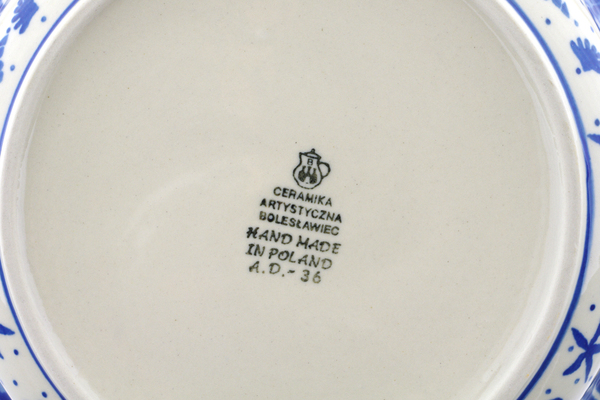 B
CERAMIKA
ARTYSTYCZNA
BOLESŁAWIEC
HAND MADE
IN POLAND
A.D.- 36